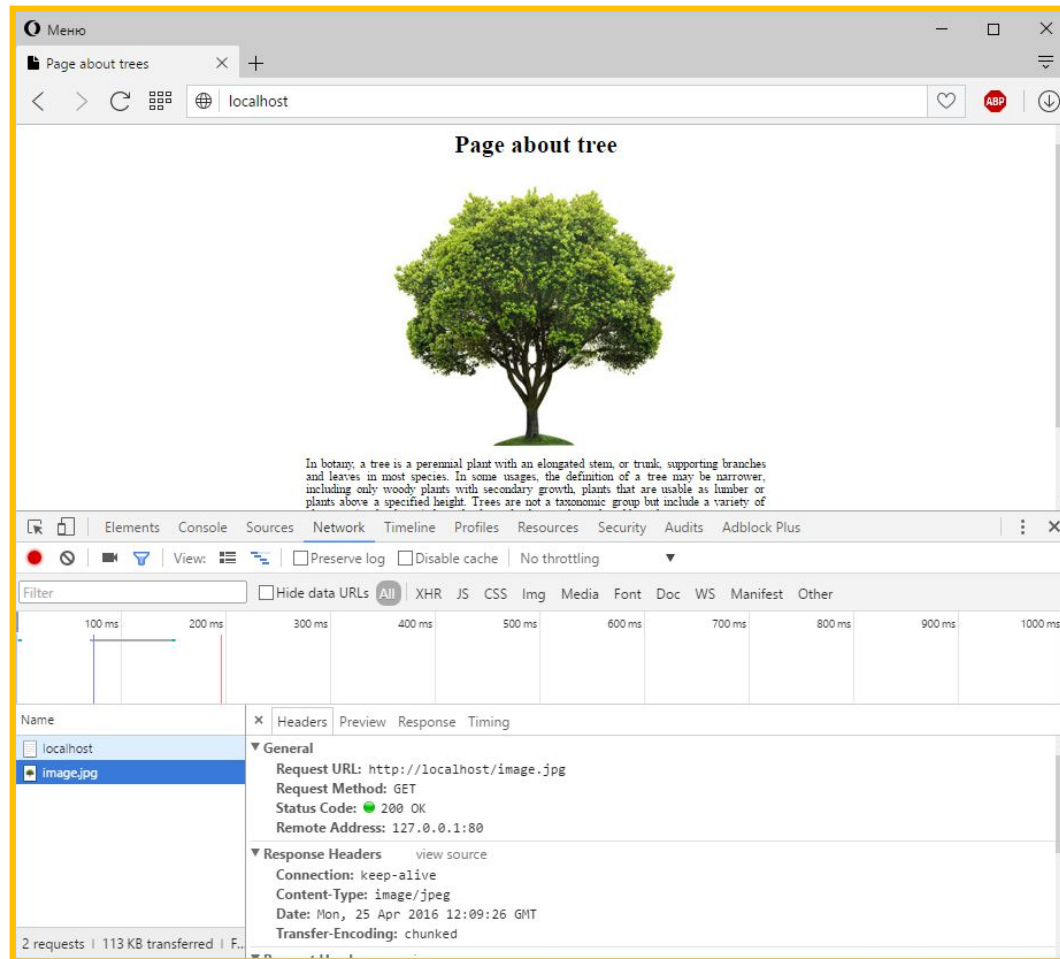 Меню
Page about trees
localhost
ABP
Page about tree
In botany, a tree is a perennial plant with an elongated stem, or trunk, supporting branches
and leaves in most species. In some usages, the definition of a tree may be narrower,
including only woody plants with secondary growth, plants that are usable as lumber or
plants above a specified height. Trees are not a taxonomic group but include a variety of
Elements Console Sources Network Timeline Profiles Resources Security Audits Adblock Plus
View: Preserve log Disable cache No throttling
Filter Hide data URLs All XHR JS CSS Img Media Font Doc WS Manifest Other
100 ms 200 ms 300 ms 400 ms 500 ms 600 ms 700 ms 800 ms 900 ms 1000 ms
Name
localhost
image.jpg
2 requests | 113 KB transferred | F...
× Headers Preview Response Timing
General
Request URL: http://localhost/image.jpg
Request Method: GET
Status Code: 200 OK
Remote Address: 127.0.0.1:80
Response Headers view source
Connection: keep-alive
Content-Type: image/jpeg
Date: Mon, 25 Apr 2016 12:09:26 GMT
Transfer-Encoding: chunked